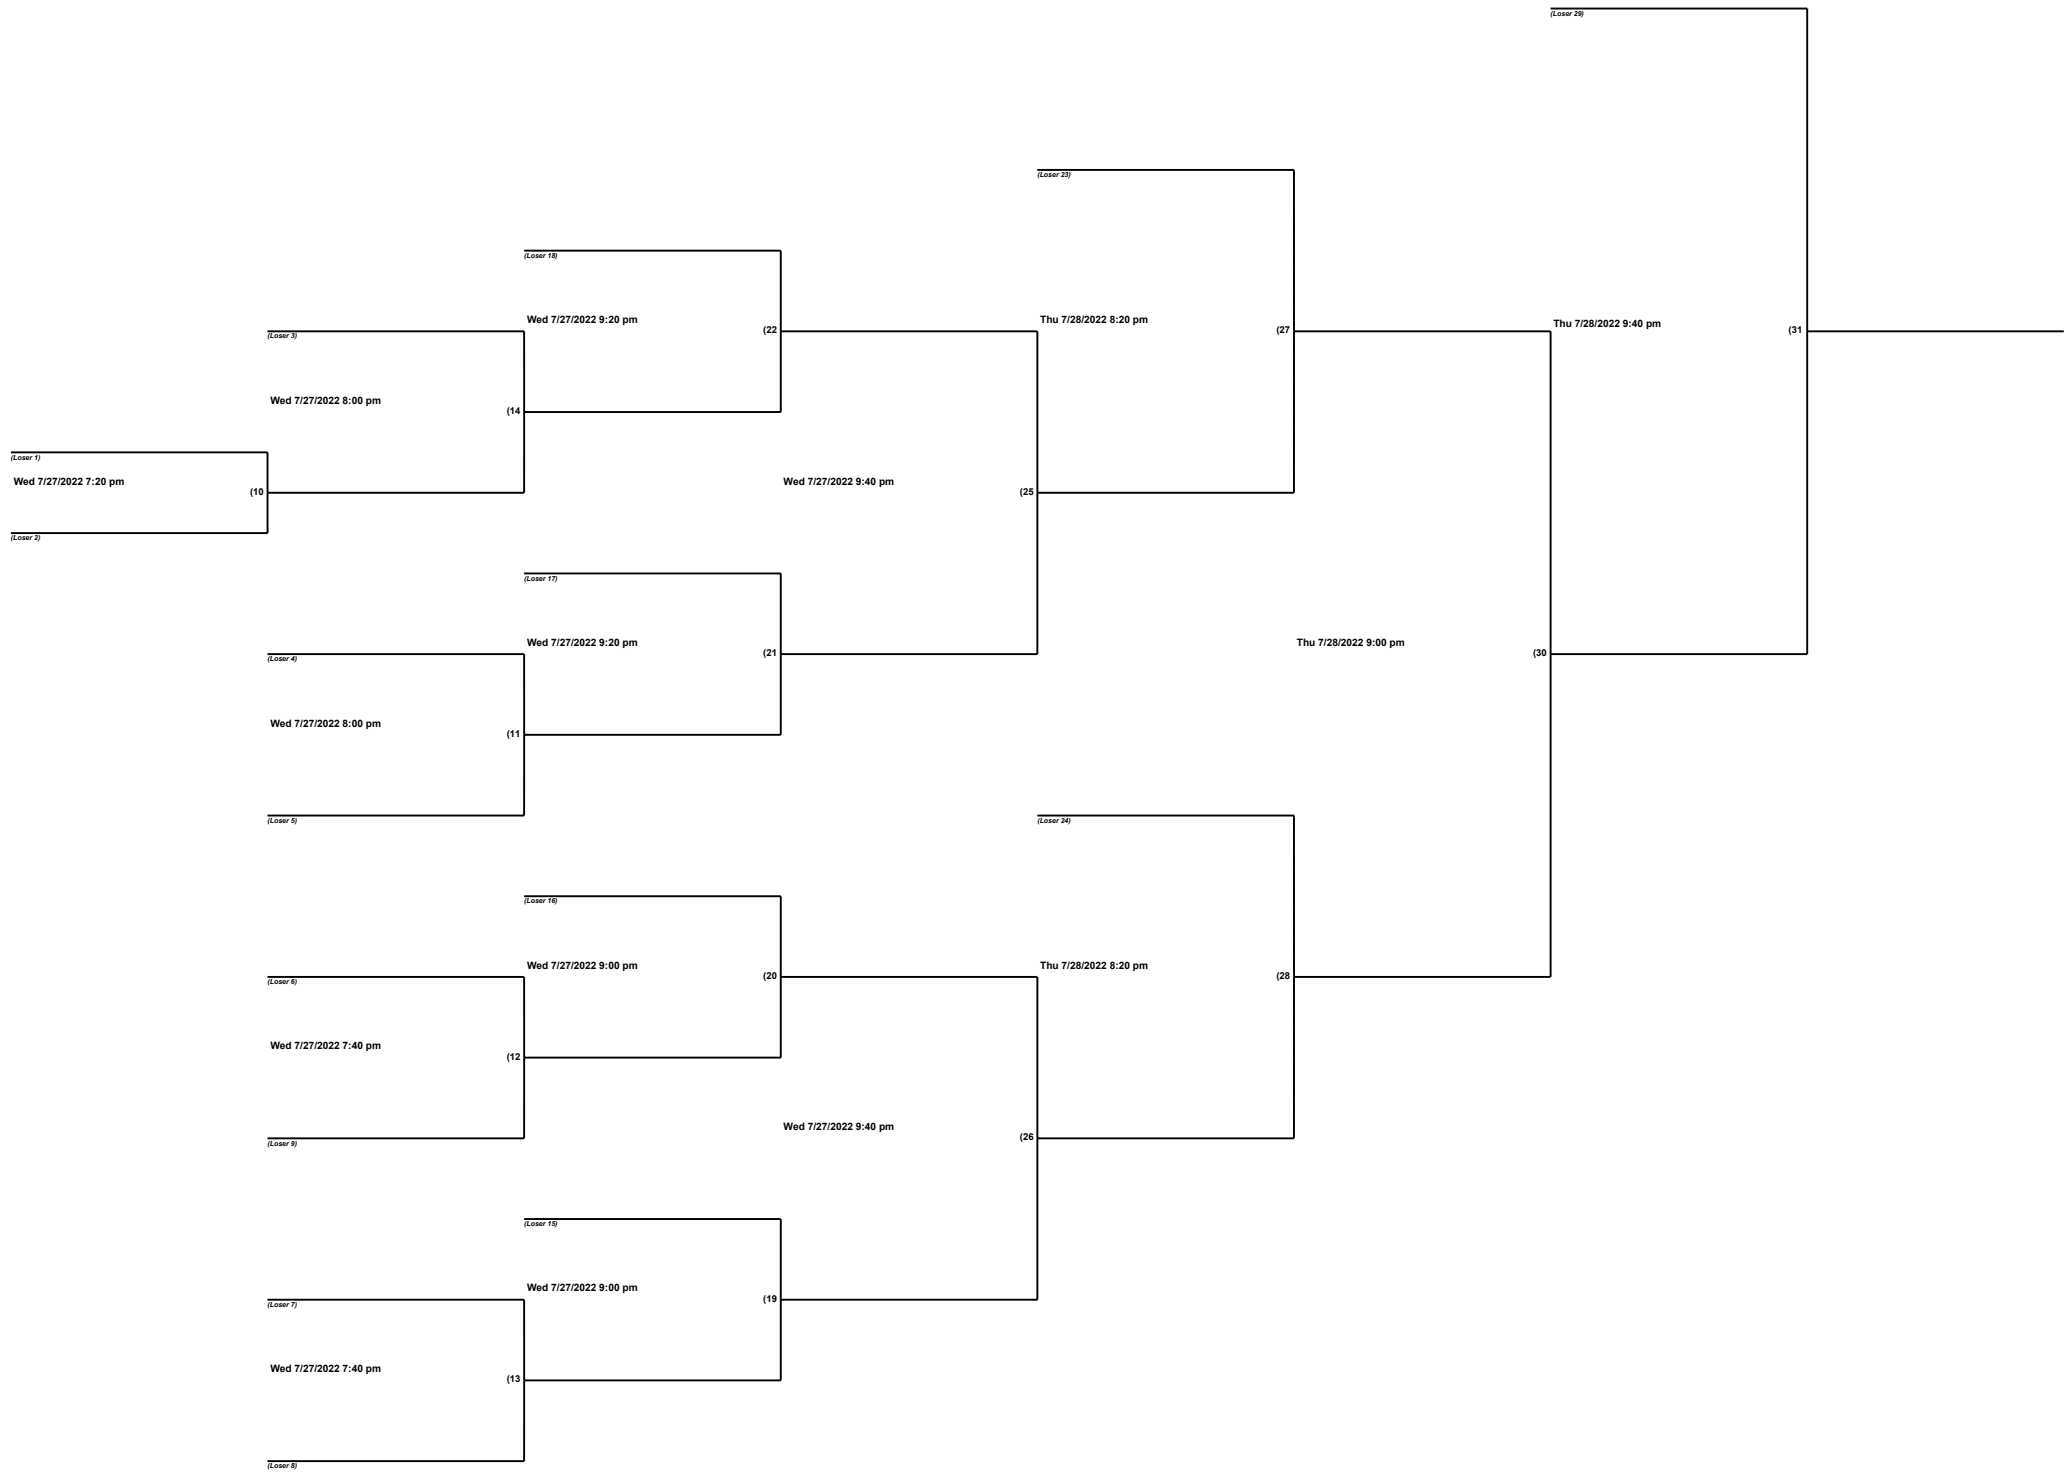 (Loser 29)
(Loser 23)
(Loser 18)
Wed 7/27/2022 9:20 pm
(22
Thu 7/28/2022 8:20 pm
(27
Thu 7/28/2022 9:40 pm
(31
(Loser 3)
Wed 7/27/2022 8:00 pm
(14
(Loser 1)
Wed 7/27/2022 7:20 pm
(10
Wed 7/27/2022 9:40 pm
(25
(Loser 2)
(Loser 17)
Wed 7/27/2022 9:20 pm
(21
Thu 7/28/2022 9:00 pm
(30
(Loser 4)
Wed 7/27/2022 8:00 pm
(11
(Loser 5)
(Loser 24)
(Loser 16)
Wed 7/27/2022 9:00 pm
(20
Thu 7/28/2022 8:20 pm
(28
(Loser 6)
Wed 7/27/2022 7:40 pm
(12
Wed 7/27/2022 9:40 pm
(26
(Loser 9)
(Loser 15)
Wed 7/27/2022 9:00 pm
(19
(Loser 7)
Wed 7/27/2022 7:40 pm
(13
(Loser 8)